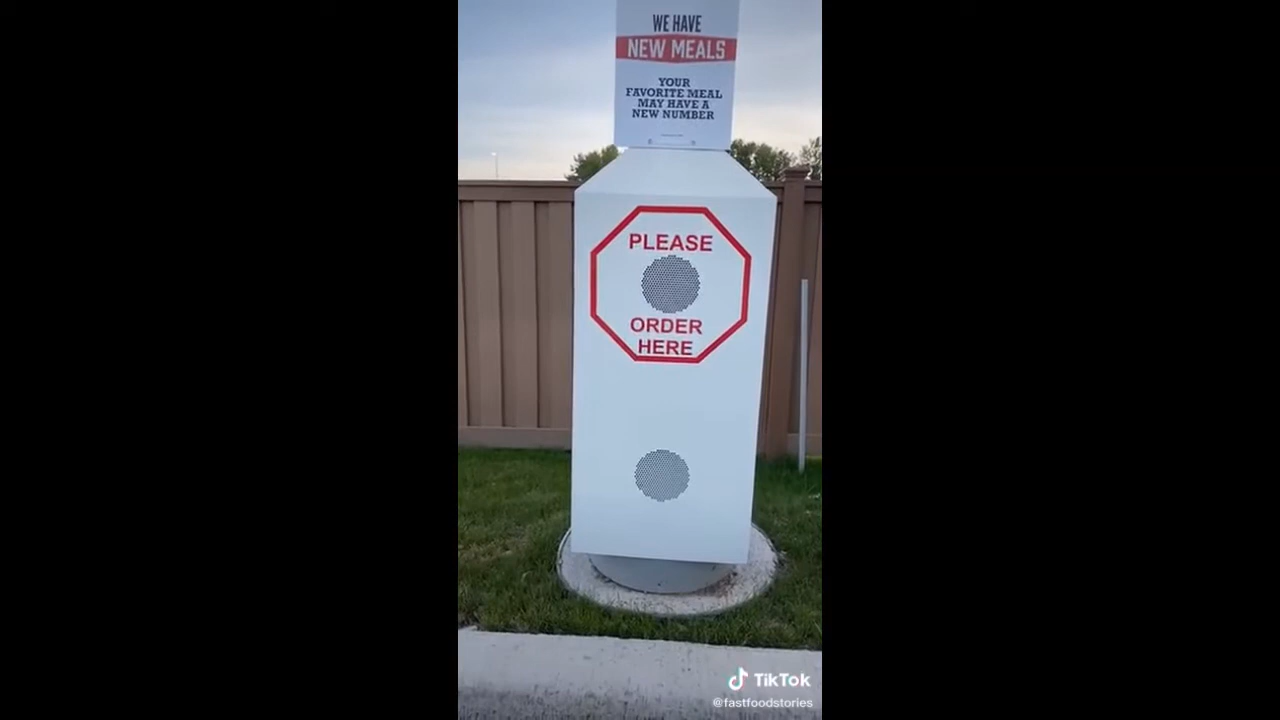 WE HAVE
NEW MEALS
YOUR
FAVORITE MEAL
MAY HAVE A
NEW NUMBER
PLEASE
ORDER
HERE
TikTok
@fastfoodstories